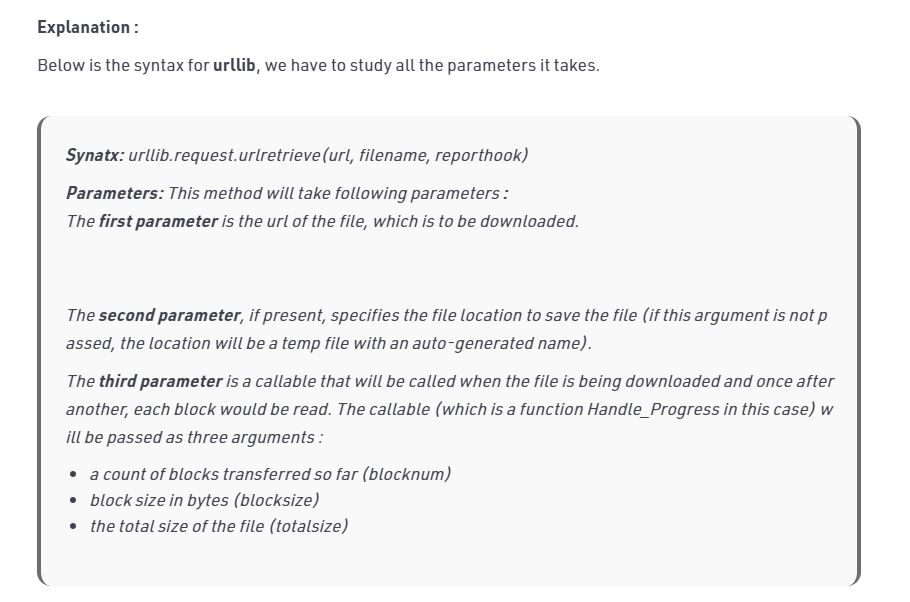 Explanation :
Below is the syntax for urllib, we have to study all the parameters it takes.
Synatx: urllib.request.urlretrieve(url, filename, reporthook)
Parameters: This method will take following parameters :
The first parameter is the url of the file, which is to be downloaded.
The second parameter, if present, specifies the file location to save the file (if this argument is not p
assed, the location will be a temp file with an auto-generated name).
The third parameter is a callable that will be called when the file is being downloaded and once after
another, each block would be read. The callable (which is a function Handle_Progress in this case) w
ill be passed as three arguments :
• a count of blocks transferred so far (blocknum)
• block size in bytes (blocksize)
• the total size of the file (totalsize)